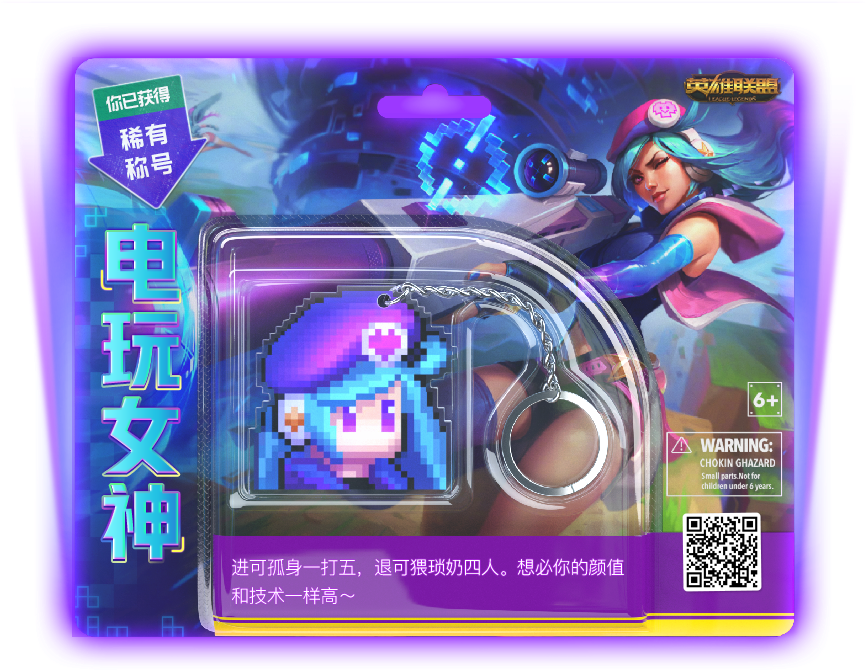 你已获得
稀有
称号
英雄联盟
LEAGUE LEGENDS
电玩女神
6+
WARNING:
CHOKIN GHAZARD
Small parts.Not for
children under 6 years.
进可孤身一打五，退可猥琐奶四人。想必你的颜值
和技术一样高～